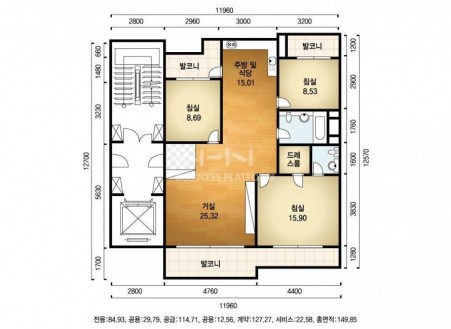 11960
2800 2960 3000 3200
660
1480
3230
12700
5630
1700
1200
2900
1760
1600
12570
3830
1280
발코니
발코니
주방 및
식당
15,01
침실
8,53
침실
8,69
드레
스룸
거실
25,32
침실
15,90
발코니
2800 4760 4400
11960
전용:84,93, 공용:29,79, 공급:114,71, 공용:12,56, 계약:127,27, 서비스:22,58, 총면적:149,85